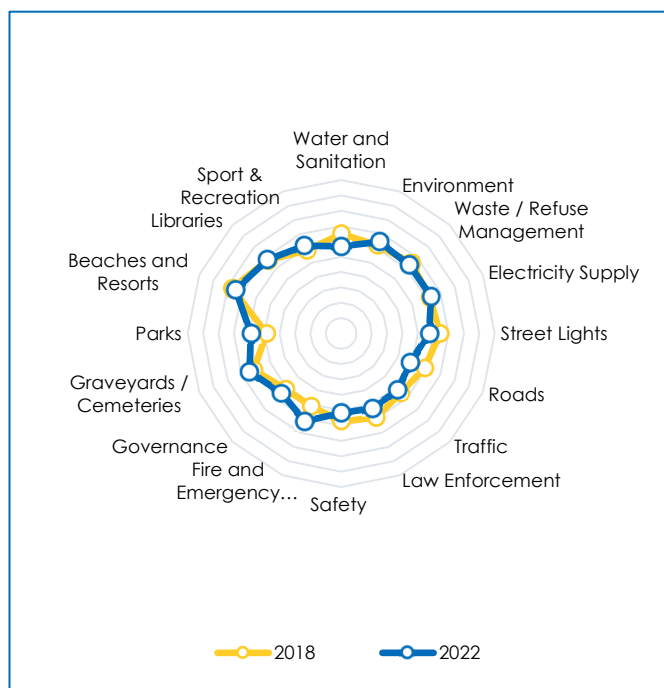 Water and
Sanitation
Environment
Waste / Refuse
Management
Electricity Supply
Street Lights
Roads
Traffic
Law Enforcement
Safety
Fire and
Emergency…
Governance
Graveyards /
Cemeteries
Parks
Beaches and
Resorts
Libraries
Sport &
Recreation
2018
2022